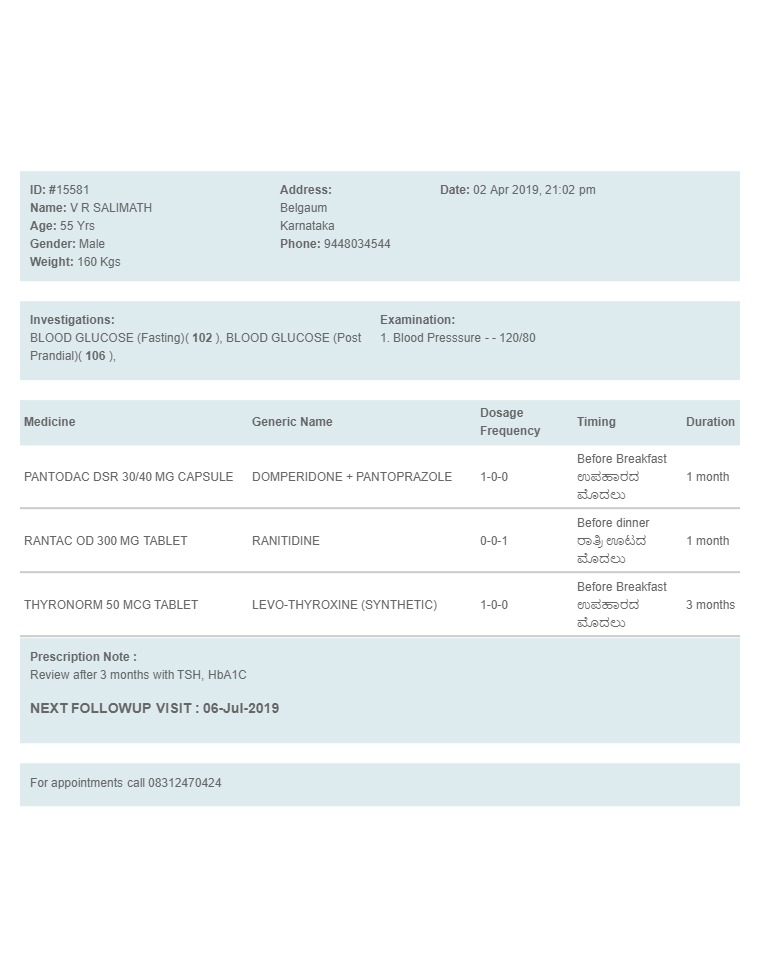 ID: #15581
Name: V R SALIMATH
Age: 55 Yrs
Gender: Male
Weight: 160 Kgs
Address:
Belgaum
Karnataka
Phone: 9448034544
Date: 02 Apr 2019, 21:02 pm
Investigations:
BLOOD GLUCOSE (Fasting)( 102 ), BLOOD GLUCOSE (Post
Prandial)( 106 ),
Examination:
1. Blood Presssure - - 120/80
Medicine Generic Name Dosage Frequency Timing Duration
PANTODAC DSR 30/40 MG CAPSULE DOMPERIDONE + PANTOPRAZOLE 1-0-0 Before Breakfast ಉಪಹಾರದ ಮೊದಲು 1 month
RANTAC OD 300 MG TABLET RANITIDINE 0-0-1 Before dinner ರಾತ್ರಿ ಊಟದ ಮೊದಲು 1 month
THYRONORM 50 MCG TABLET LEVO-THYROXINE (SYNTHETIC) 1-0-0 Before Breakfast ಉಪಹಾರದ ಮೊದಲು 3 months
Prescription Note :
Review after 3 months with TSH, HbA1C
NEXT FOLLOWUP VISIT : 06-Jul-2019
For appointments call 08312470424